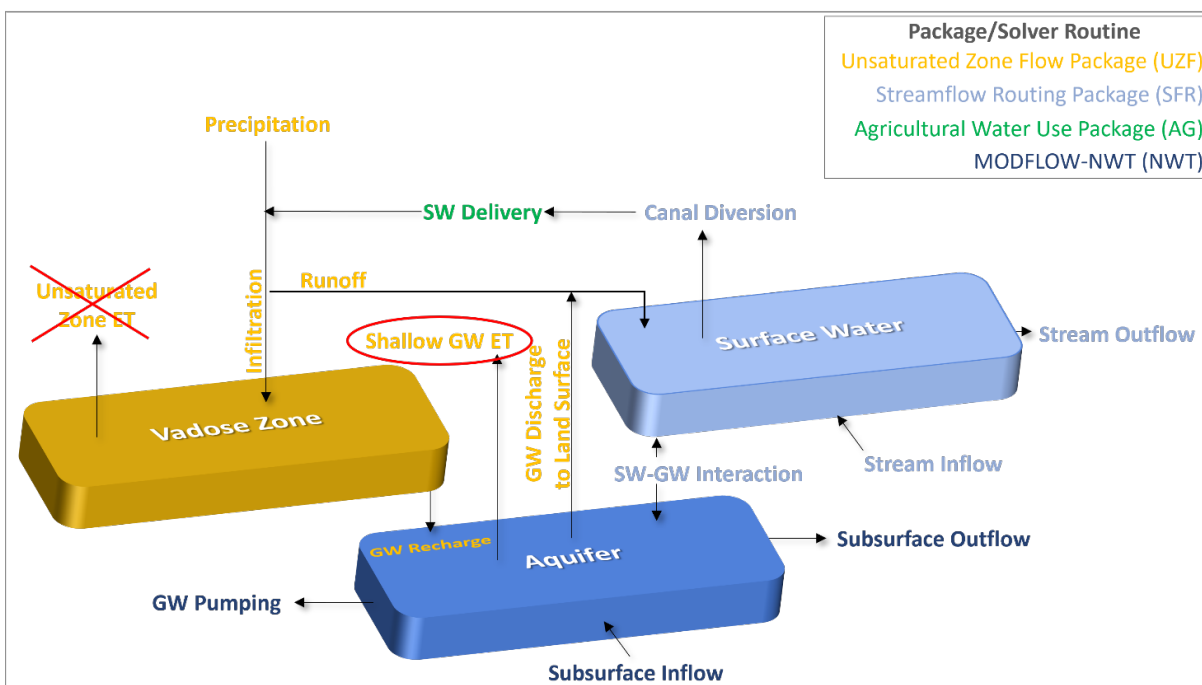 Package/Solver Routine
Unsaturated Zone Flow Package (UZF)
Streamflow Routing Package (SFR)
Agricultural Water Use Package (AG)
MODFLOW-NWT (NWT)
Precipitation
SW Delivery
Canal Diversion
Unsaturated
Zone ET
Infiltration
Runoff
Shallow GW ET
GW Discharge
to Land Surface
Surface Water
Stream Outflow
Vadose Zone
SW-GW Interaction
Stream Inflow
GW Recharge
Aquifer
Subsurface Outflow
GW Pumping
Subsurface Inflow